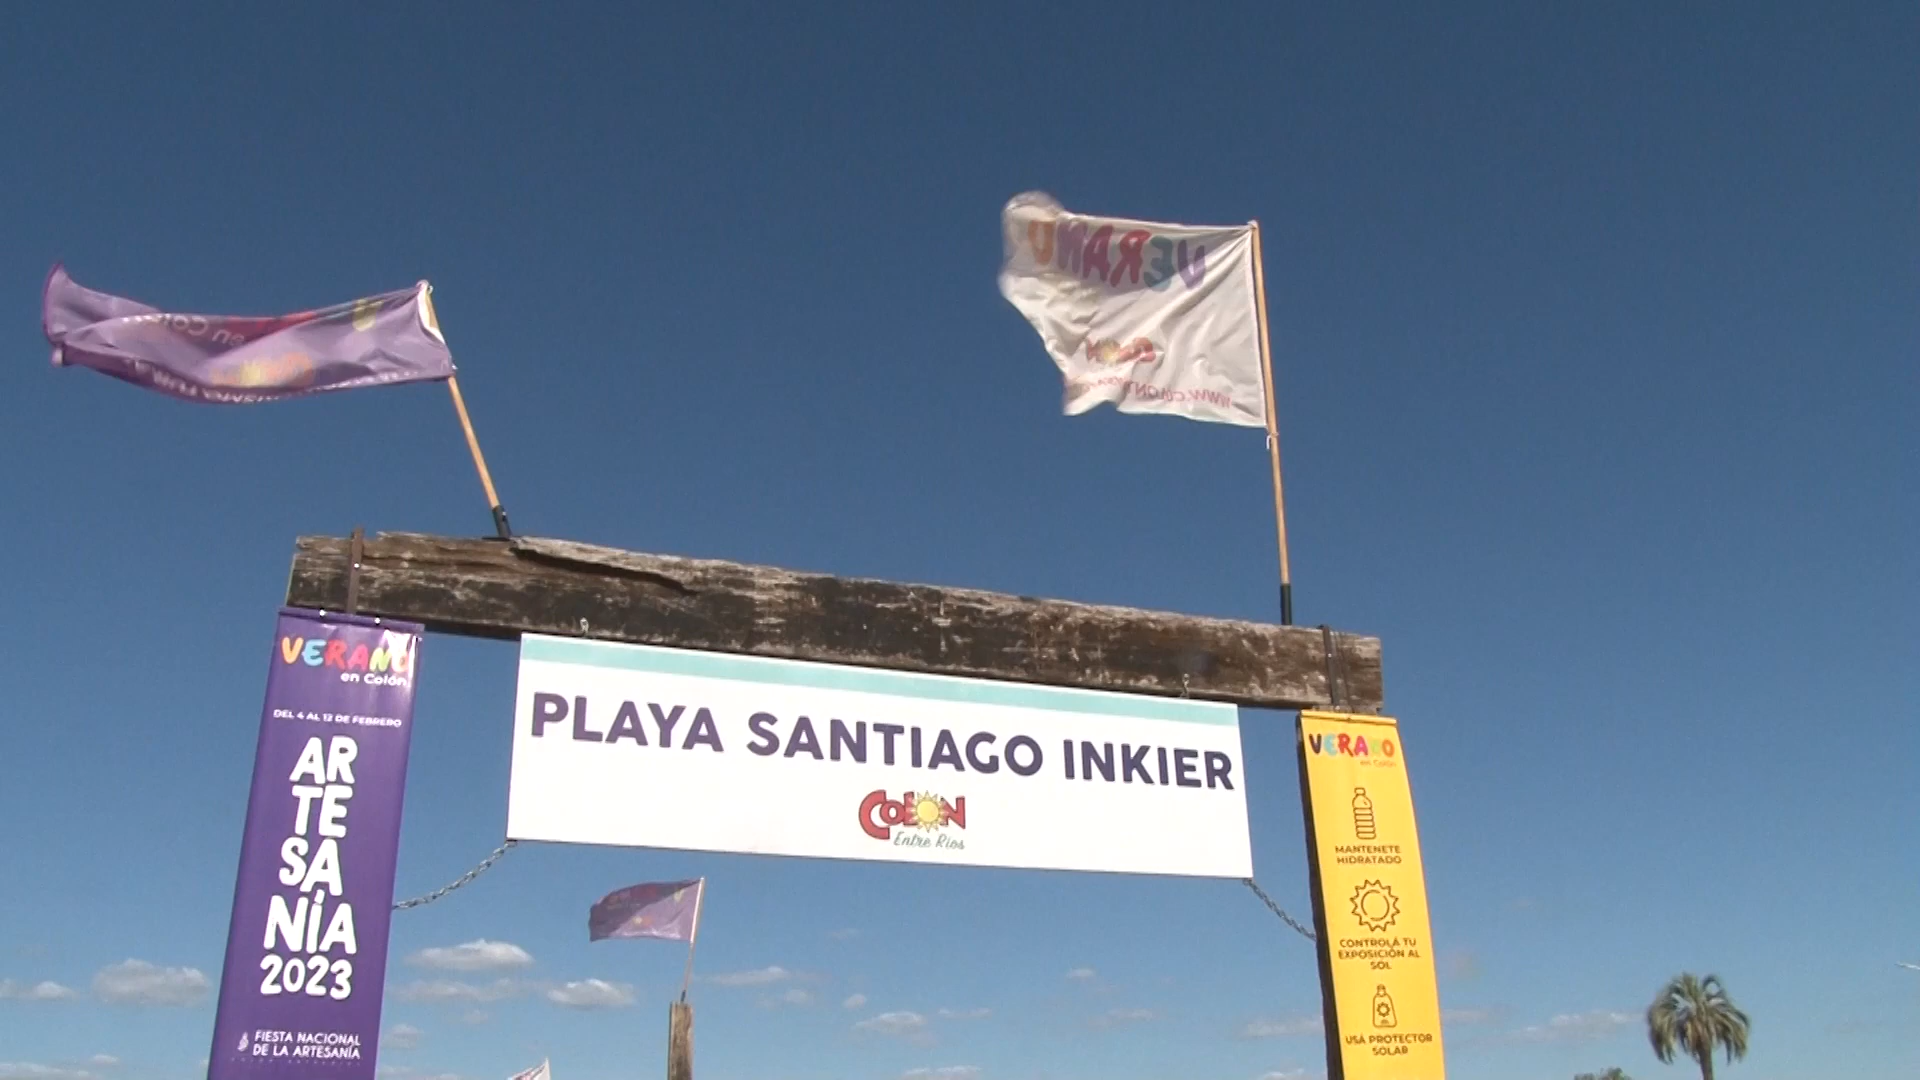 VERANO
VERANO
en Colón
DEL 4 AL 12 DE FEBRERO
AR
TE
SA
NÍA
2023
FIESTA NACIONAL
DE LA ARTESANÍA
PLAYA SANTIAGO INKIER
COLON
Entre Ríos
VERANO
en Colón
MANTENETE
HIDRATADO
CONTROLÁ TU
EXPOSICIÓN AL
SOL
USÁ PROTECTOR
SOLAR